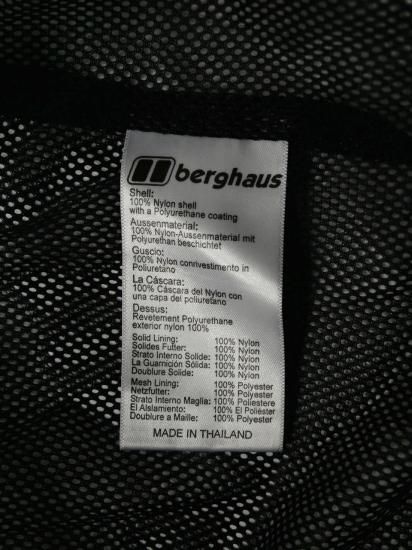 berghaus
Shell:
100% Nylon shell
with a Polyurethane coating
Aussenmaterial:
100% Nylon-Aussenmaterial mit
Polyurethan beschichtet
Guscio:
100% Nylon conrivestimento in
Poliuretano
La Cáscara:
100% Cáscara del Nylon con
una capa del poliuretano
Dessus:
Revetement Polyurethane
exterior nylon 100%
Solid Lining: 100% Nylon
Solides Futter: 100% Nylon
Strato Interno Solide: 100% Nylon
La Guarnición Sólida: 100% Nylon
Doublure Solide: 100% Nylon
Mesh Lining: 100% Polyester
Netzfutter: 100% Polyester
Strato Interno Maglia: 100% Poliestere
El Aislamiento: 100% El Poliéster
Doublure a Maille: 100% Polyester
MADE IN THAILAND